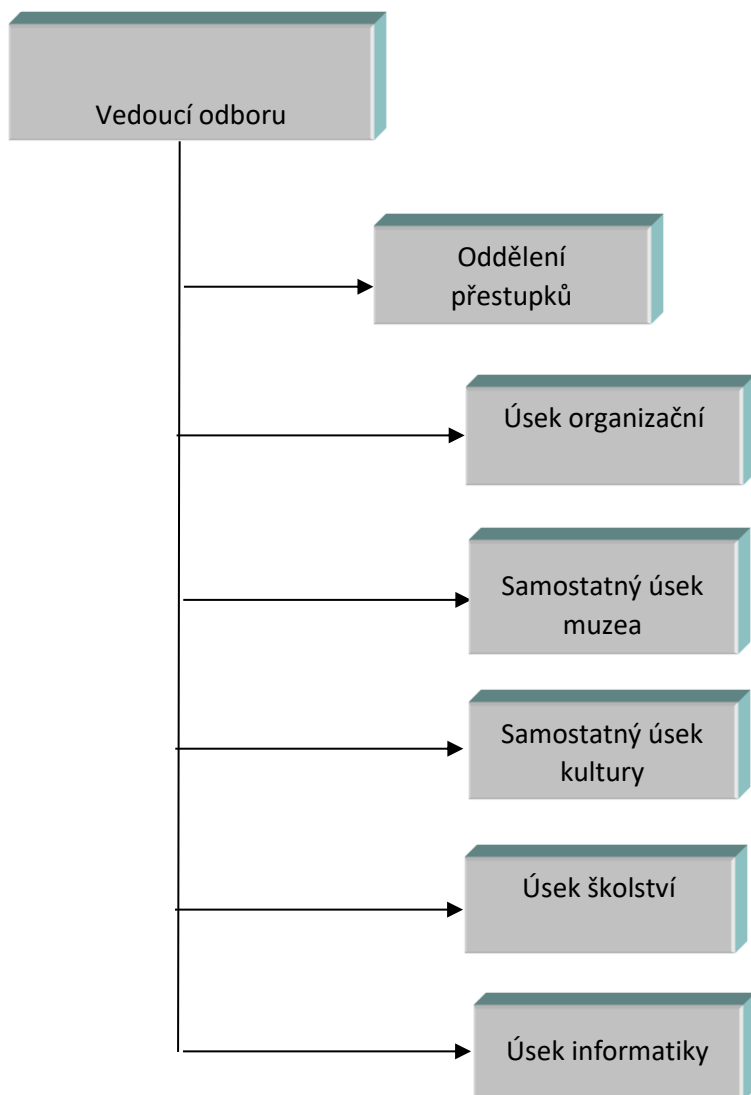 Vedoucí odboru
Oddělení
přestupků
Úsek organizační
Samostatný úsek
muzea
Samostatný úsek
kultury
Úsek školství
Úsek informatiky